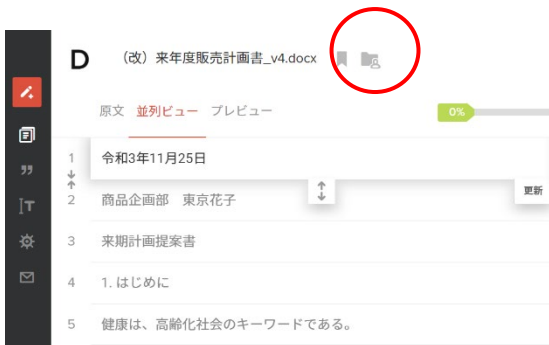 D （改）来年度販売計画書_v4.docx
原文 並列ビュー プレビュー 0%
1 令和3年11月25日
2 商品企画部　東京花子 更新
3 来期計画提案書
4 1. はじめに
5 健康は、高齢化社会のキーワードである。